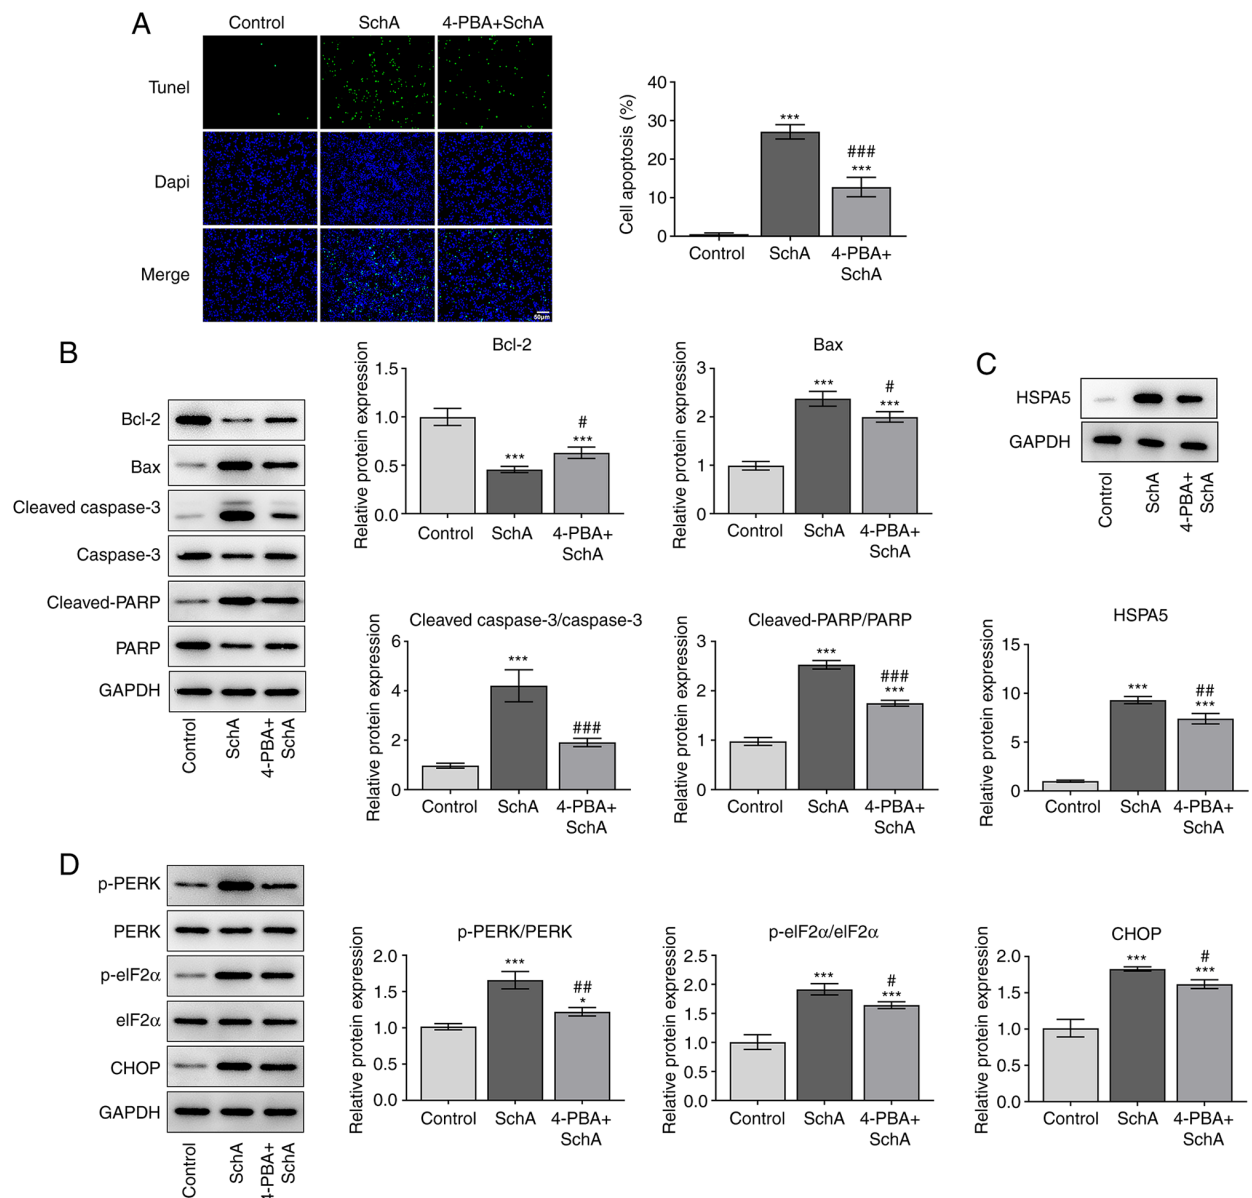 A
Control
SchA
4-PBA+SchA
Tunel
Dapi
Merge
50μm
Cell apoptosis (%)
40
30
20
10
0
***
###
***
Control
SchA
4-PBA+
SchA
B
Bcl-2
Bax
Cleaved caspase-3
Caspase-3
Cleaved-PARP
PARP
GAPDH
Control
SchA
4-PBA+
SchA
Bcl-2
Relative protein expression
1.5
1.0
0.5
0.0
***
#
***
Control
SchA
4-PBA+
SchA
Bax
Relative protein expression
3
2
1
0
***
#
***
Control
SchA
4-PBA+
SchA
C
HSPA5
GAPDH
Control
SchA
4-PBA+
SchA
Cleaved caspase-3/caspase-3
Relative protein expression
6
4
2
0
***
###
Control
SchA
4-PBA+
SchA
Cleaved-PARP/PARP
Relative protein expression
3
2
1
0
***
###
***
Control
SchA
4-PBA+
SchA
HSPA5
Relative protein expression
15
10
5
0
***
##
***
Control
SchA
4-PBA+
SchA
D
p-PERK
PERK
p-eIF2α
eIF2α
CHOP
GAPDH
Control
SchA
4-PBA+
SchA
p-PERK/PERK
Relative protein expression
2.0
1.5
1.0
0.5
0.0
***
##
*
Control
SchA
4-PBA+
SchA
p-eIF2α/eIF2α
Relative protein expression
2.5
2.0
1.5
1.0
0.5
0.0
***
#
***
Control
SchA
4-PBA+
SchA
CHOP
Relative protein expression
2.0
1.5
1.0
0.5
0.0
***
#
***
Control
SchA
4-PBA+
SchA